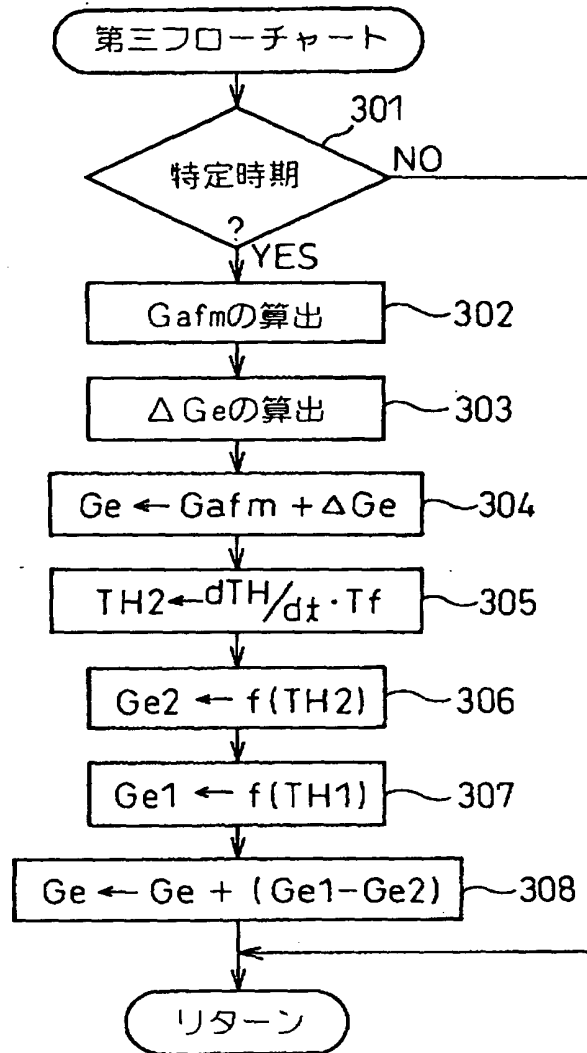 第三フローチャート
301
特定時期
?
NO
YES
Gafmの算出
302
ΔGeの算出
303
Ge ← Gafm + ΔGe
304
TH2←dTH/dt・Tf
305
Ge2 ← f(TH2)
306
Ge1 ← f(TH1)
307
Ge ← Ge + (Ge1-Ge2)
308
リターン